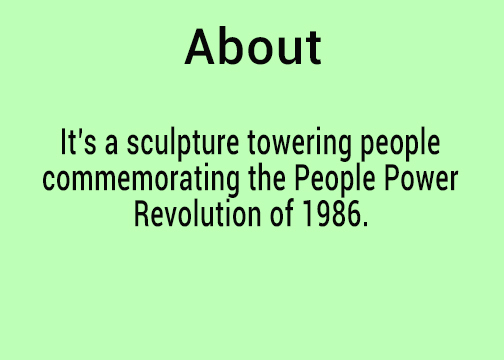 About
It's a sculpture towering people
commemorating the People Power
Revolution of 1986.